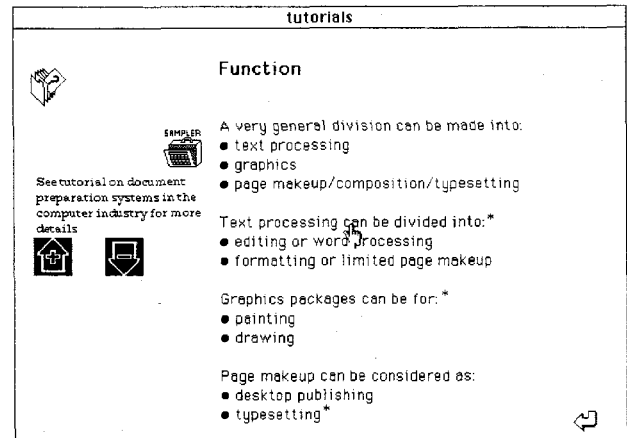 tutorials
Function
SAMPLER
A very general division can be made into:
• text processing
• graphics
• page makeup/composition/typesetting
See tutorial on document
preparation systems in the
computer industry for more
details
Text processing can be divided into:*
• editing or word processing
• formatting or limited page makeup
Graphics packages can be for:*
• painting
• drawing
Page makeup can be considered as:
• desktop publishing
• typesetting*